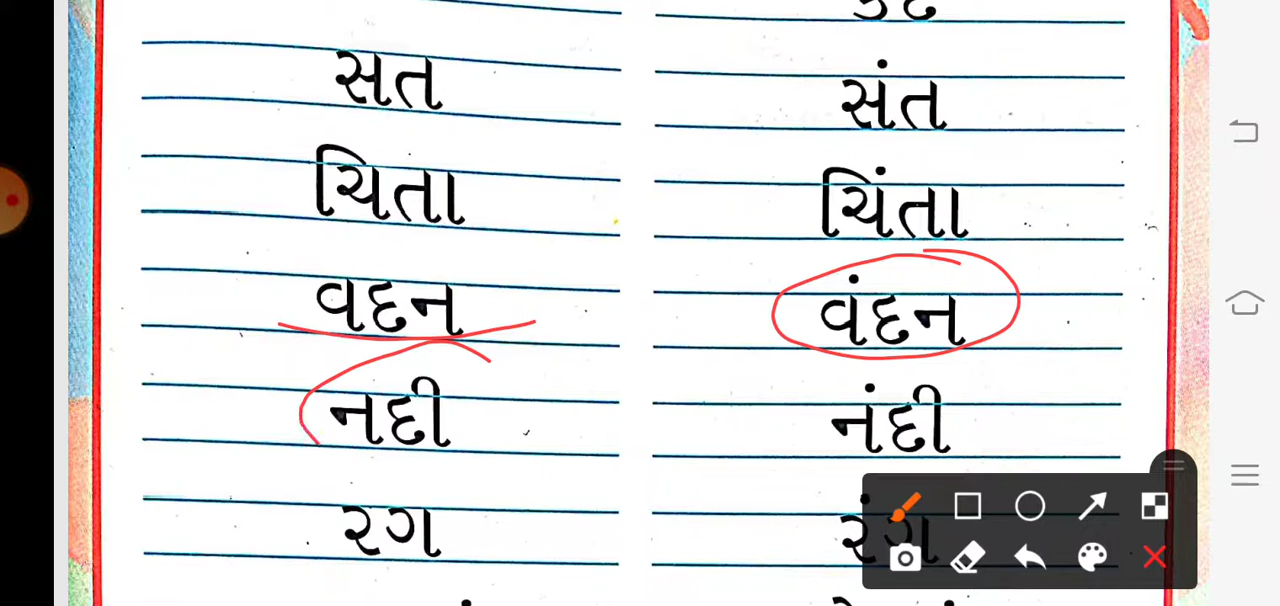 સત સંત
ચિતા ચિંતા
વદન વંદન
નદી નંદી
રગ રંગ